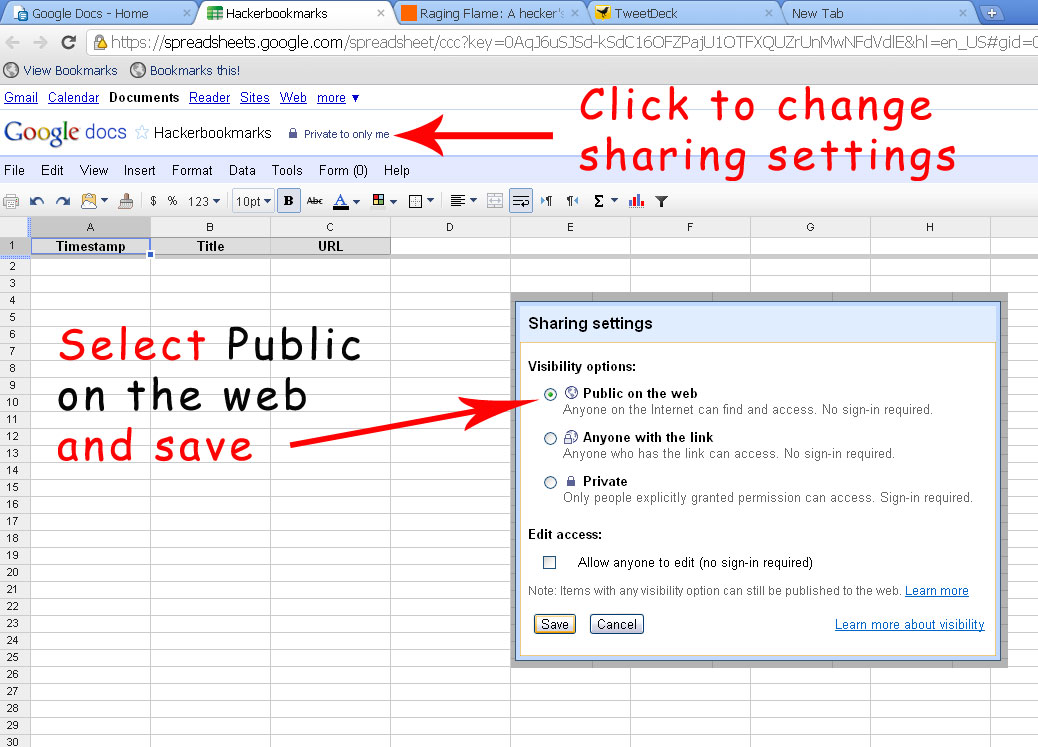 Google Docs - Home
Hackerbookmarks
Raging Flame: A hecker's
TweetDeck
New Tab
https://spreadsheets.google.com/spreadsheet/ccc?key=0AqJ6uSJSd-kSdC16OFZPajU1OTFXQUZrUnMwNFdVdlE&hl=en_US#gid=0
View Bookmarks Bookmarks this!
Gmail Calendar Documents Reader Sites Web more ▼
Google docs Hackerbookmarks Private to only me
Click to change
sharing settings
File Edit View Insert Format Data Tools Form (0) Help
$ % 123 10pt B Abc A Σ
A B C D E F G H
1 Timestamp Title URL
2
3
4
5
6
7
8
9
10
11
12
13
14
15
16
17
18
19
20
21
22
23
24
25
26
27
28
29
30
Select Public
on the web
and save
Sharing settings
Visibility options:
Public on the web
Anyone on the Internet can find and access. No sign-in required.
Anyone with the link
Anyone who has the link can access. No sign-in required.
Private
Only people explicitly granted permission can access. Sign-in required.
Edit access:
Allow anyone to edit (no sign-in required)
Note: Items with any visibility option can still be published to the web. Learn more
Save Cancel Learn more about visibility